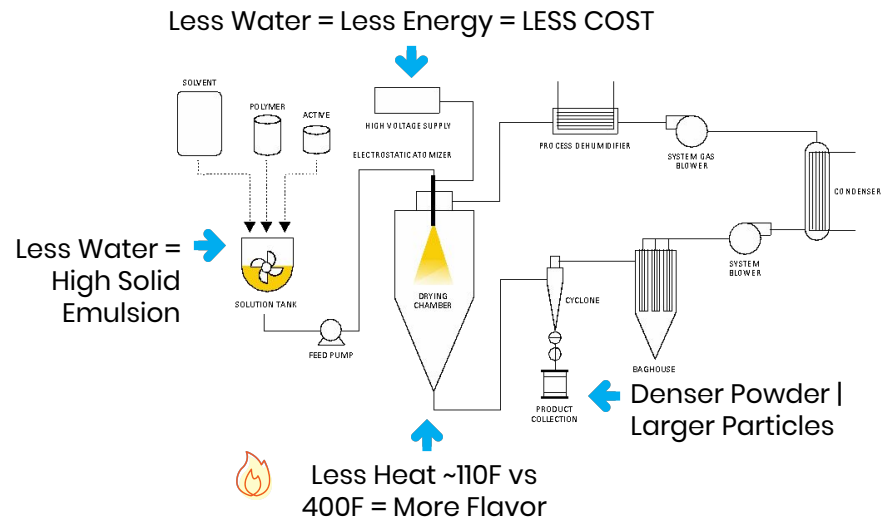 Less Water = Less Energy = LESS COST
SOLVENT
POLYMER
ACTIVE
HIGH VOLTAGE SUPPLY
ELECTROSTATIC ATOMIZER
PROCESS DEHUMIDIFIER
SYSTEM GAS
BLOWER
CONDENSER
Less Water =
High Solid
Emulsion
SOLUTION TANK
FEED PUMP
DRYING
CHAMBER
CYCLONE
SYSTEM
BLOWER
BAGHOUSE
PRODUCT
COLLECTION
Denser Powder |
Larger Particles
Less Heat ~110F vs
400F = More Flavor